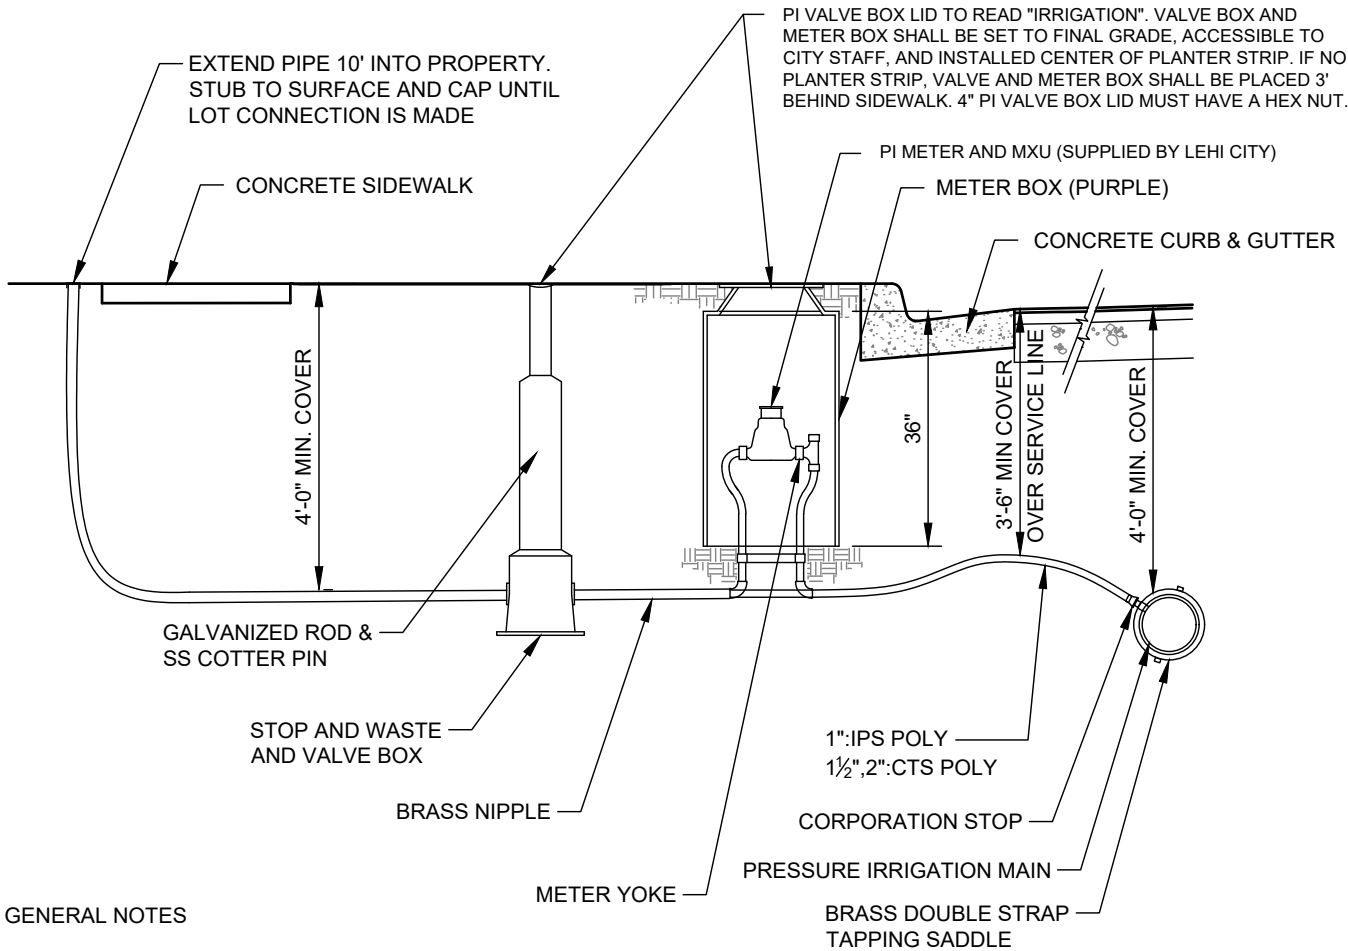 PI VALVE BOX LID TO READ "IRRIGATION". VALVE BOX AND
METER BOX SHALL BE SET TO FINAL GRADE, ACCESSIBLE TO
CITY STAFF, AND INSTALLED CENTER OF PLANTER STRIP. IF NO
PLANTER STRIP, VALVE AND METER BOX SHALL BE PLACED 3'
BEHIND SIDEWALK. 4" PI VALVE BOX LID MUST HAVE A HEX NUT.
EXTEND PIPE 10' INTO PROPERTY.
STUB TO SURFACE AND CAP UNTIL
LOT CONNECTION IS MADE
PI METER AND MXU (SUPPLIED BY LEHI CITY)
CONCRETE SIDEWALK
METER BOX (PURPLE)
CONCRETE CURB & GUTTER
4'-0" MIN. COVER
36"
3'-6" MIN COVER
OVER SERVICE LINE
4'-0" MIN. COVER
GALVANIZED ROD &
SS COTTER PIN
STOP AND WASTE
AND VALVE BOX
1":IPS POLY
1½",2":CTS POLY
BRASS NIPPLE
CORPORATION STOP
PRESSURE IRRIGATION MAIN
METER YOKE
BRASS DOUBLE STRAP
TAPPING SADDLE
GENERAL NOTES